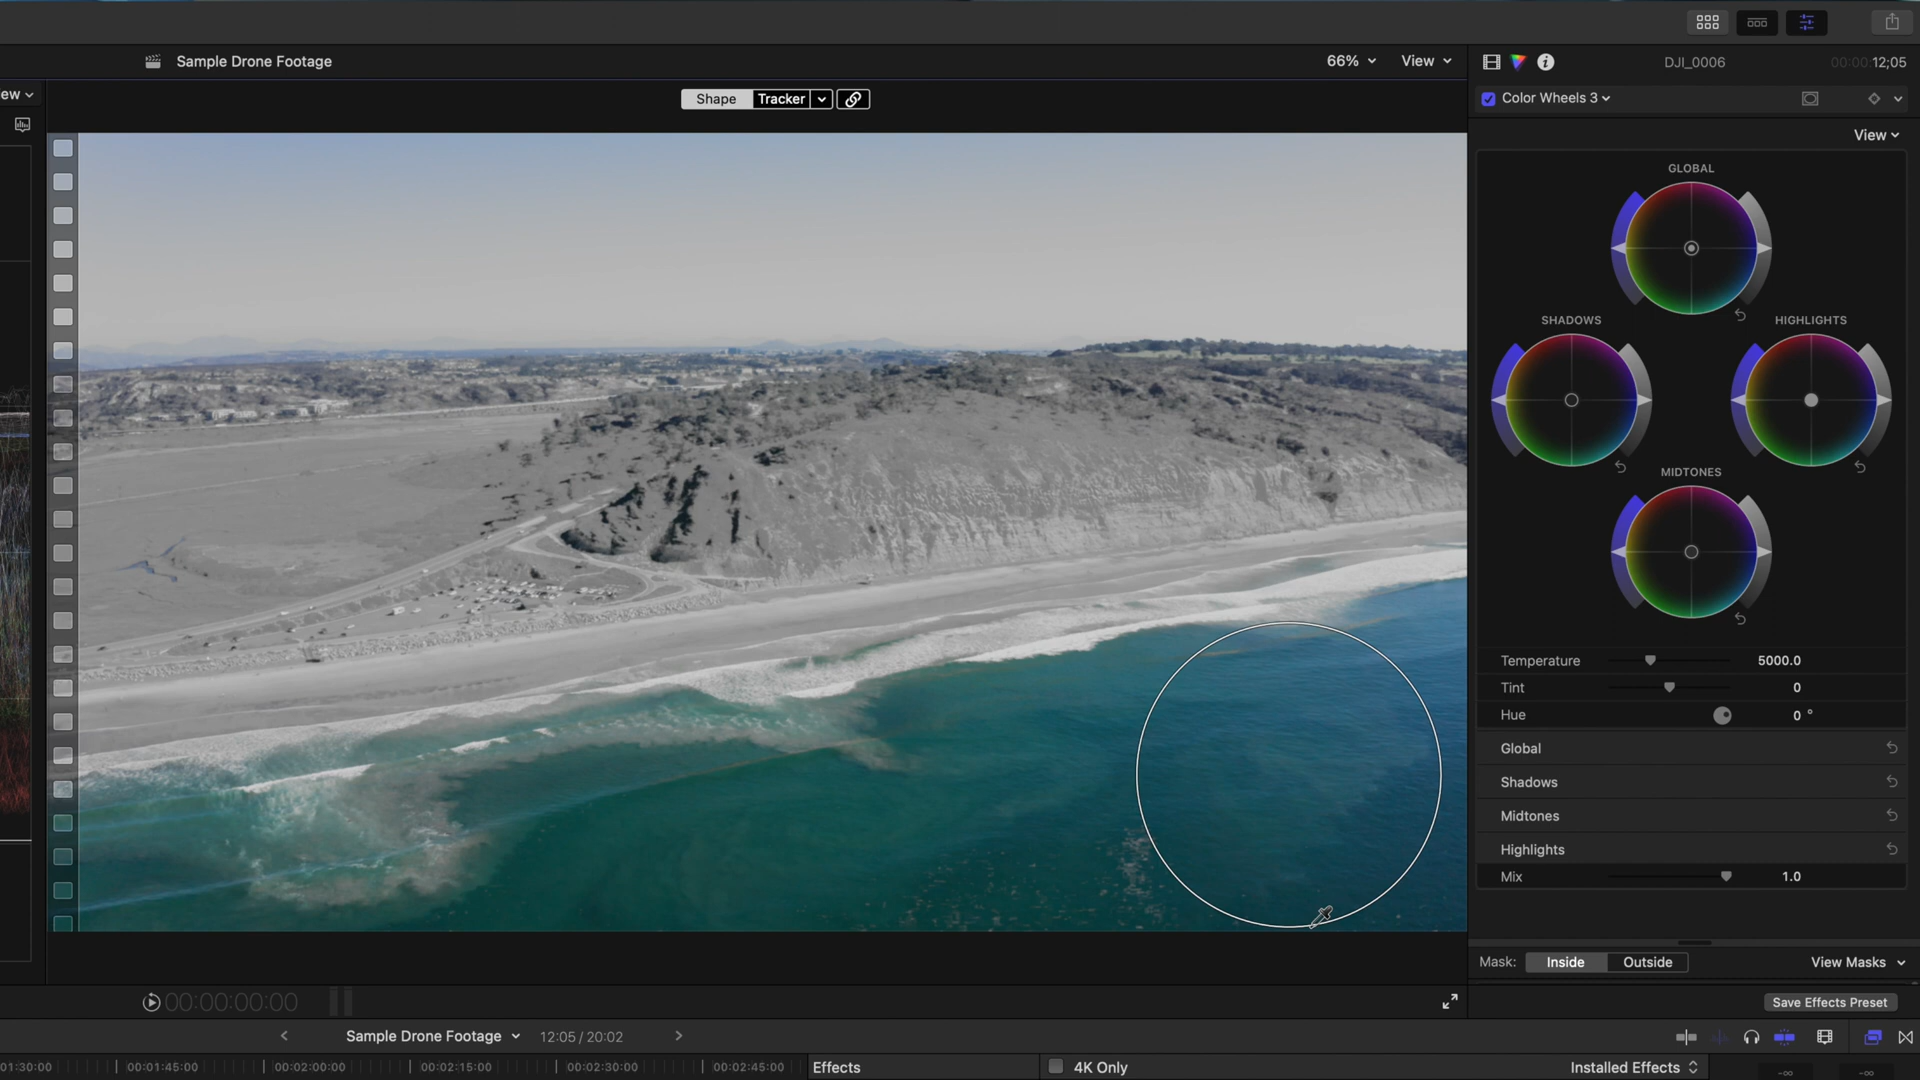 Sample Drone Footage
66%
View
DJI_0006
00:00:12;05
ew
Shape
Tracker
Color Wheels 3
View
GLOBAL
SHADOWS
HIGHLIGHTS
MIDTONES
Temperature
5000.0
Tint
0
Hue
0 °
Global
Shadows
Midtones
Highlights
Mix
1.0
Mask:
Inside
Outside
View Masks
00:00:00:00
Save Effects Preset
Sample Drone Footage
12:05 / 20:02
01:30:00
00:01:45:00
00:02:00:00
00:02:15:00
00:02:30:00
00:02:45:00
Effects
4K Only
Installed Effects
-∞
-∞